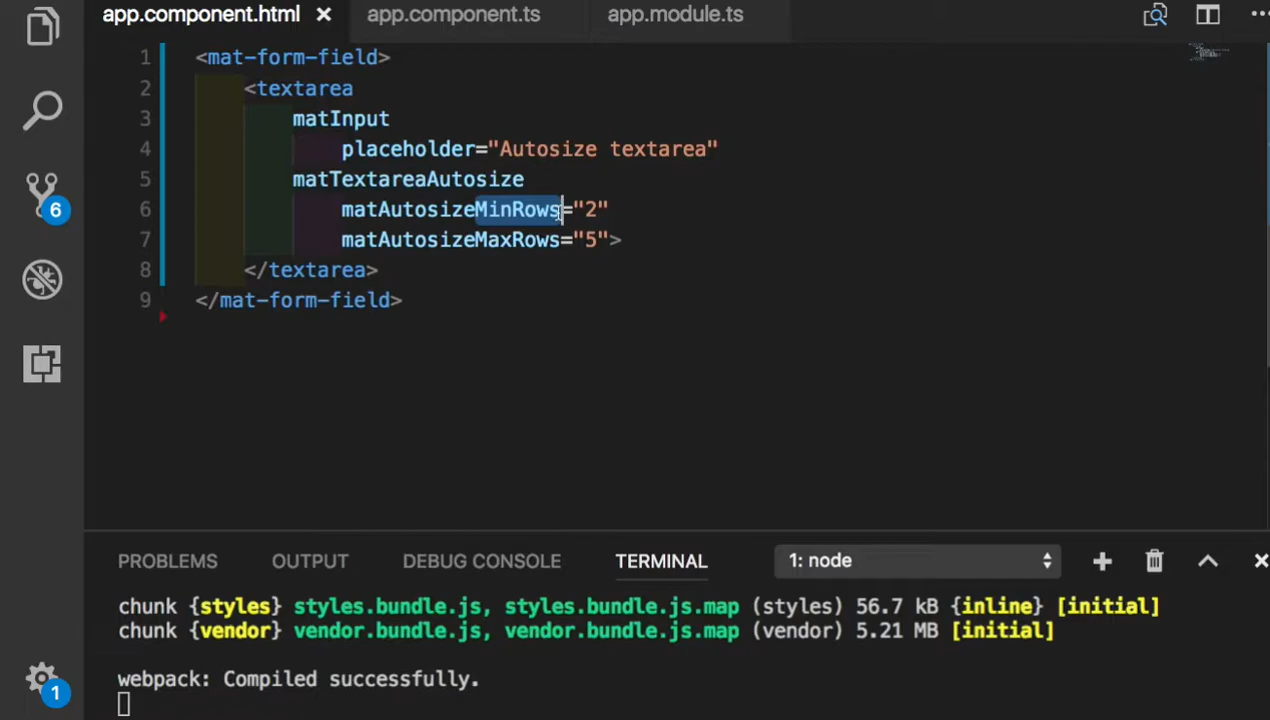 app.component.html app.component.ts app.module.ts
1 <mat-form-field>
2 <textarea
3 matInput
4 placeholder="Autosize textarea"
5 matTextareaAutosize
6 matAutosizeMinRows="2"
7 matAutosizeMaxRows="5">
8 </textarea>
9 </mat-form-field>
6
1
PROBLEMS OUTPUT DEBUG CONSOLE TERMINAL 1: node
chunk {styles} styles.bundle.js, styles.bundle.js.map (styles) 56.7 kB {inline} [initial]
chunk {vendor} vendor.bundle.js, vendor.bundle.js.map (vendor) 5.21 MB [initial]
webpack: Compiled successfully.